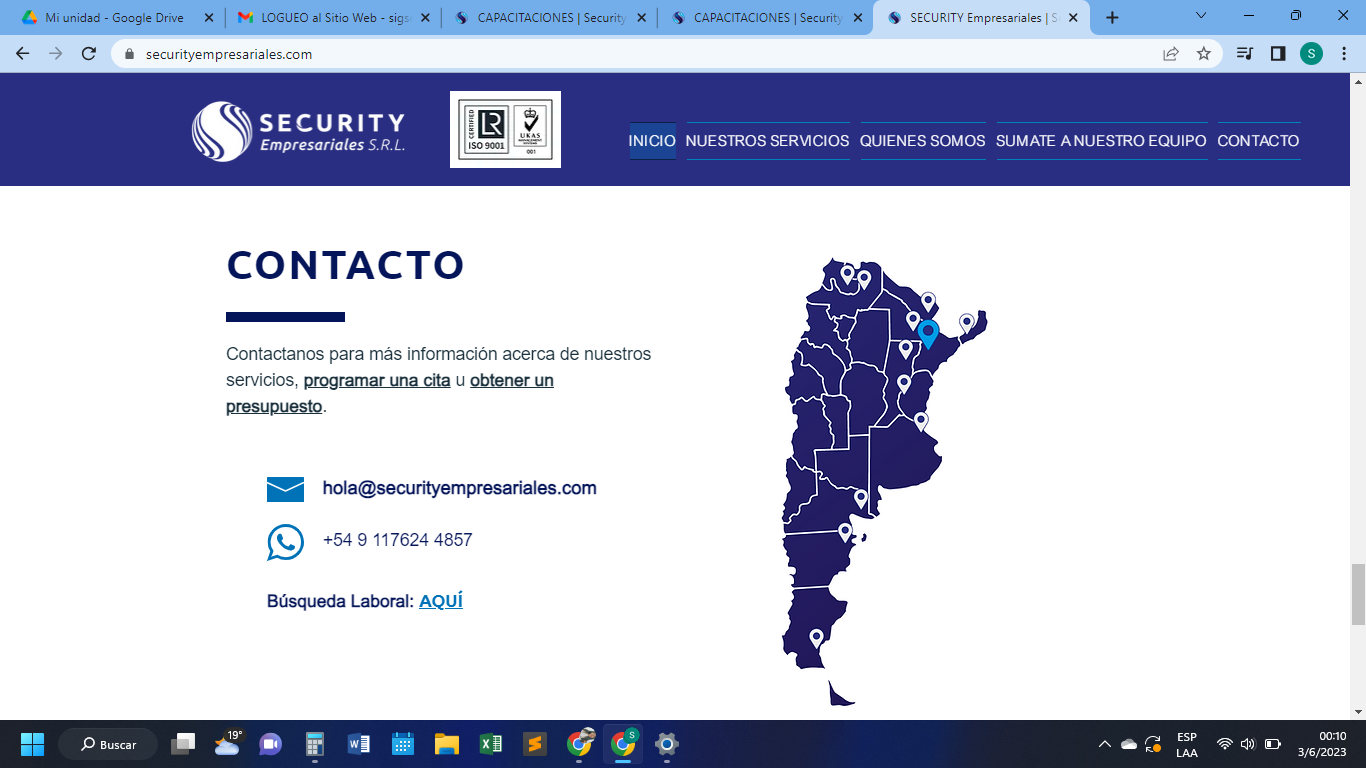 Mi unidad - Google Drive
LOGUEO al Sitio Web - sigs
CAPACITACIONES | Security
CAPACITACIONES | Security
SECURITY Empresariales | S
securityempresariales.com
S
SECURITY
Empresariales S.R.L.
CERTIFIED
LR
ISO 9001
UKAS
MANAGEMENT
SYSTEMS
001
INICIO
NUESTROS SERVICIOS
QUIENES SOMOS
SUMATE A NUESTRO EQUIPO
CONTACTO
CONTACTO
Contactanos para más información acerca de nuestros
servicios, programar una cita u obtener un
presupuesto.
hola@securityempresariales.com
+54 9 117624 4857
Búsqueda Laboral: AQUÍ
Buscar
19°
S
ESP
LAA
00:10
3/6/2023